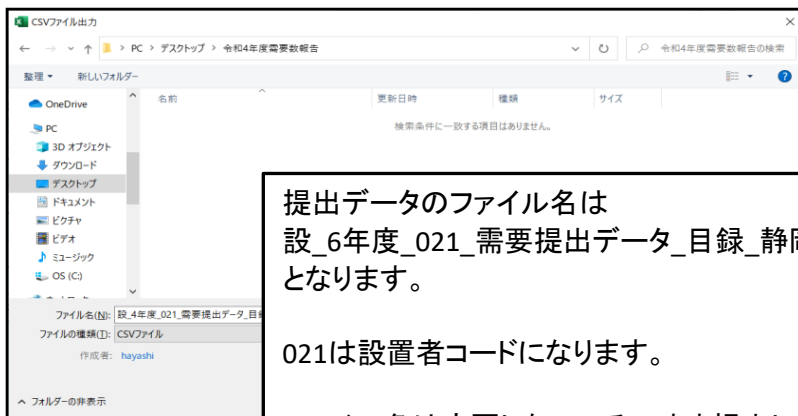 CSVファイル出力
PC > デスクトップ > 令和4年度需要数報告
令和4年度需要数報告の検索
整理 新しいフォルダー
名前 更新日時 種類 サイズ
検索条件に一致する項目はありません。
OneDrive
PC
3D オブジェクト
ダウンロード
デスクトップ
ドキュメント
ピクチャ
ビデオ
ミュージック
OS (C:)
ファイル名(N): 設_4年度_021_需要提出データ_目
ファイルの種類(T): CSVファイル
作成者: hayashi
フォルダーの非表示
提出データのファイル名は
設_6年度_021_需要提出データ_目録_静
となります。
021は設置者コードになります。